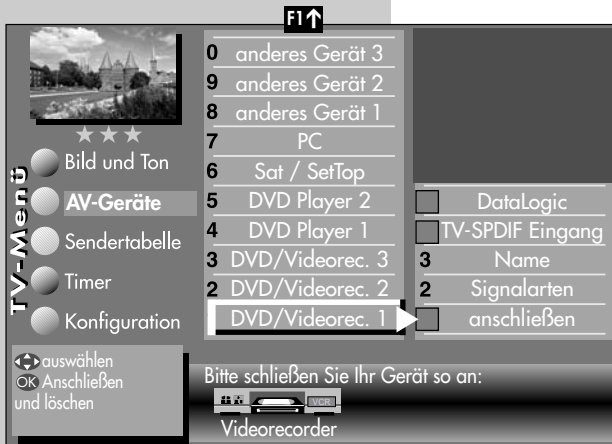 F1↑
TV-Menü
Bild und Ton
AV-Geräte
Sendertabelle
Timer
Konfiguration
0 anderes Gerät 3
9 anderes Gerät 2
8 anderes Gerät 1
7 PC
6 Sat / SetTop
5 DVD Player 2
4 DVD Player 1
3 DVD/Videorec. 3
2 DVD/Videorec. 2
DVD/Videorec. 1
DataLogic
TV-SPDIF Eingang
3 Name
2 Signalarten
anschließen
auswählen
OK Anschließen
und löschen
Bitte schließen Sie Ihr Gerät so an:
VCR
Videorecorder